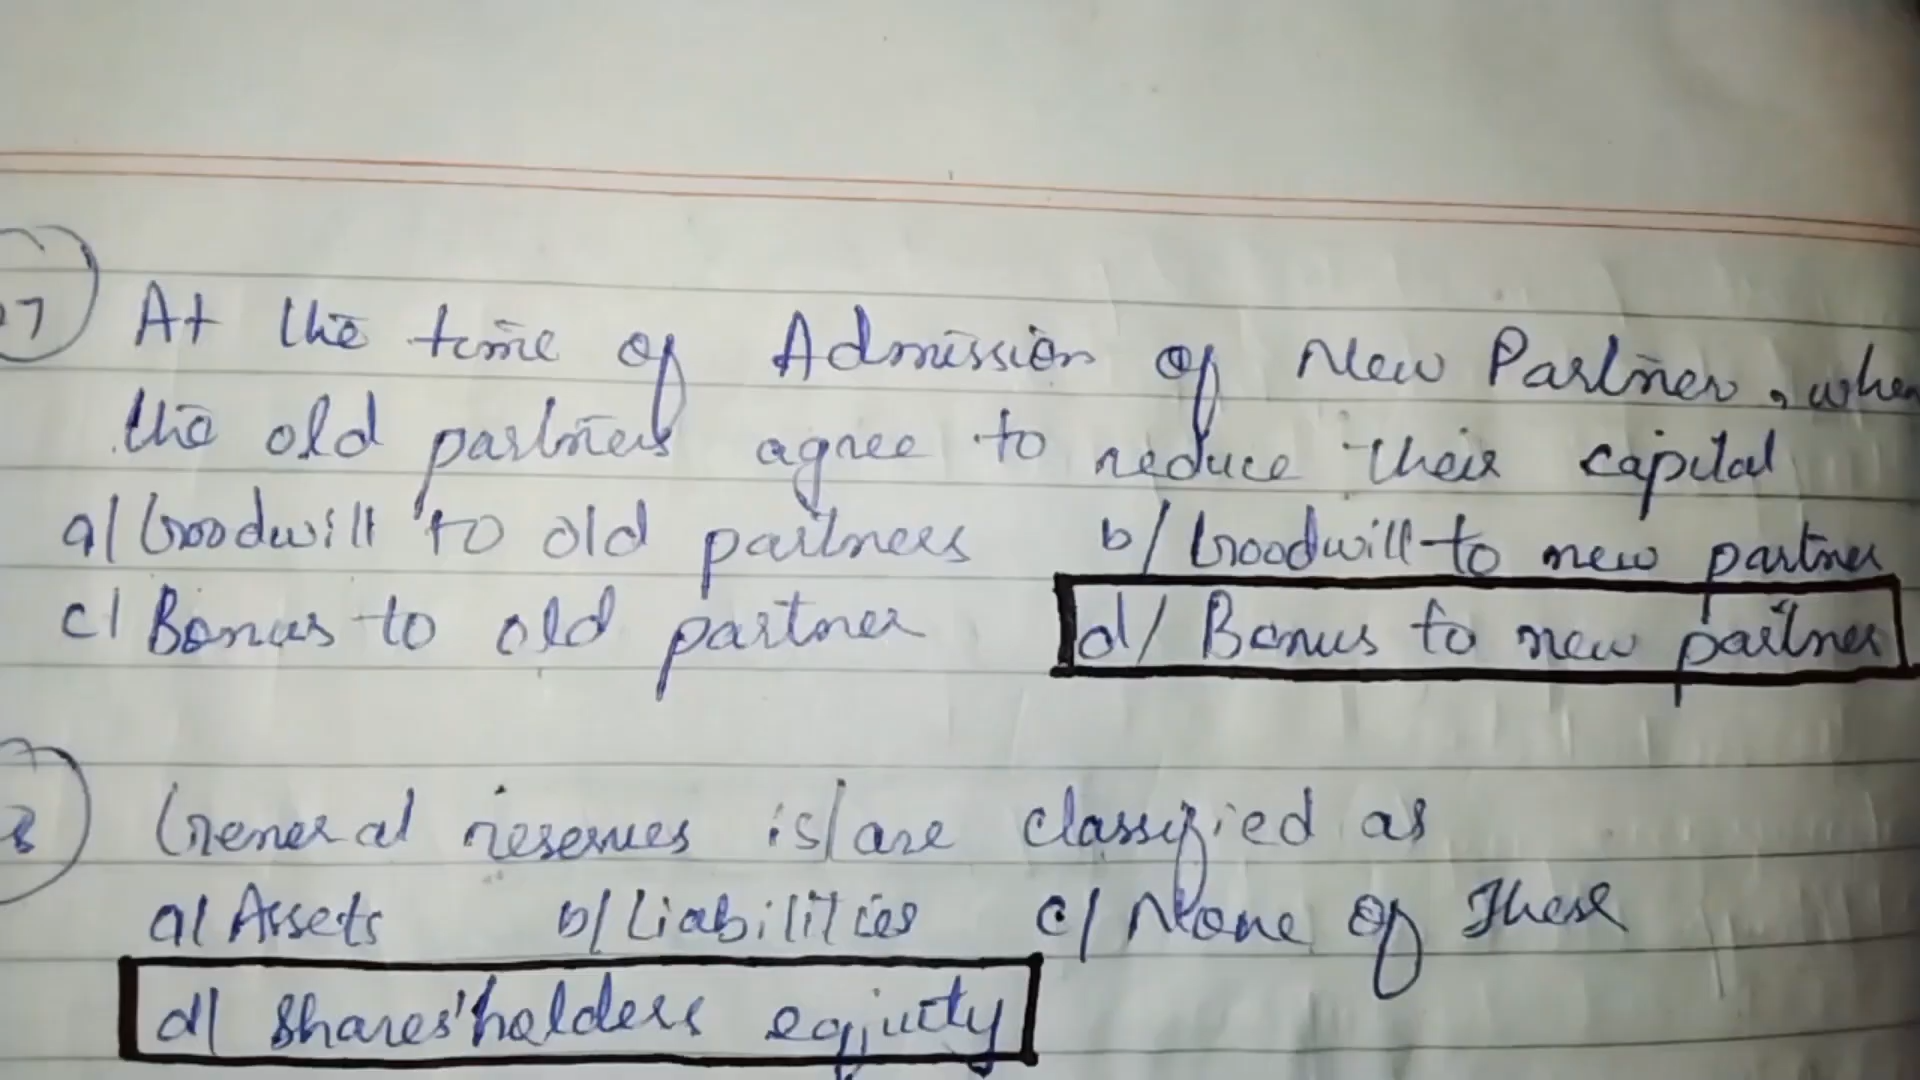 27 At the time of Admission of New Partner, when
the old partners agree to reduce their capital
a/ Goodwill to old partners b/ Goodwill to new partner
c/ Bonus to old partner d/ Bonus to new partner
8 General reserves is/are classified as
a/ Assets b/ Liabilities c/ None of These
d/ Shares'holders equity